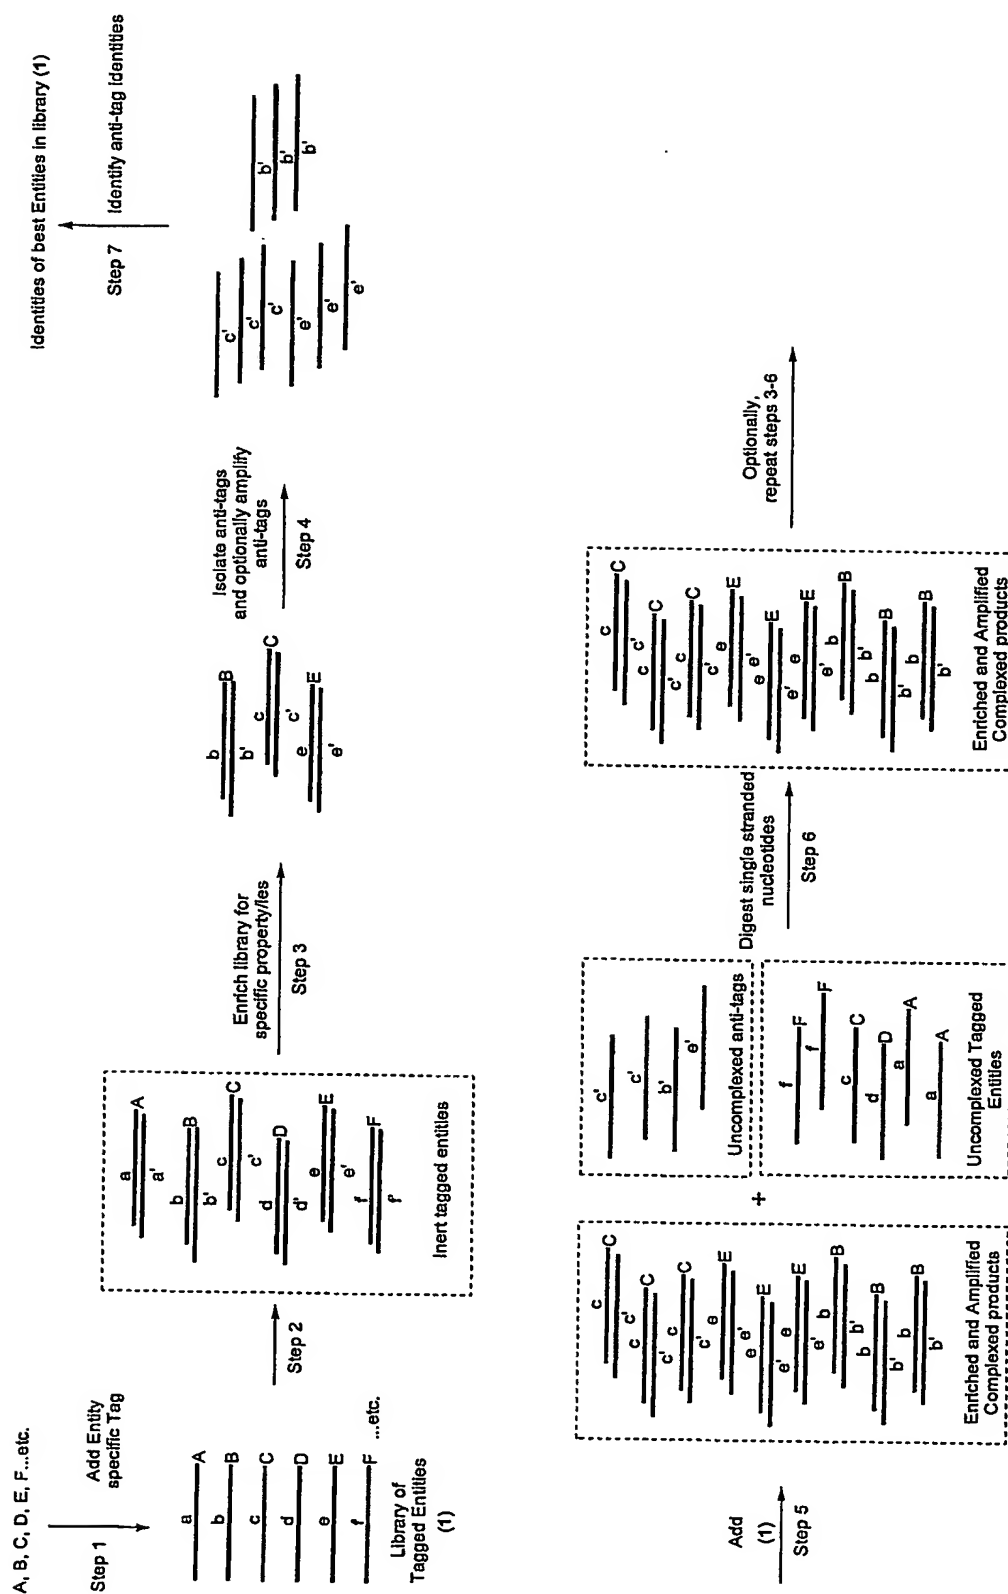 A, B, C, D, E, F...etc.
Step 1
Add Entity
specific Tag
a A
b B
c C
d D
e E
f F
...etc.
Library of
Tagged Entities
(1)
Step 2
a A
a'
b B
b'
c C
c'
d D
d'
e E
e'
f F
f'
Inert tagged entities
Enrich library for
specific property/ies
Step 3
b B
b'
c C
c'
e E
e'
Isolate anti-tags
and optionally amplify
anti-tags
Step 4
c'
c'
c'
e'
e'
e'
b'
b'
b'
Step 7
Identify anti-tag identities
Identities of best Entities in library (1)
Add
(1)
Step 5
c C
c'
c C
c'
c C
c'
e E
e'
e E
e'
e E
e'
b B
b'
b B
b'
b B
b'
Enriched and Amplified
Complexed products
+
c'
c'
b'
e'
Uncomplexed anti-tags
f F
f F
c C
d D
a A
a A
Uncomplexed Tagged
Entities
Digest single stranded
nucleotides
Step 6
c C
c'
c C
c'
c C
c'
e E
e'
e E
e'
e E
e'
b B
b'
b B
b'
b B
b'
Enriched and Amplified
Complexed products
Optionally,
repeat steps 3-6